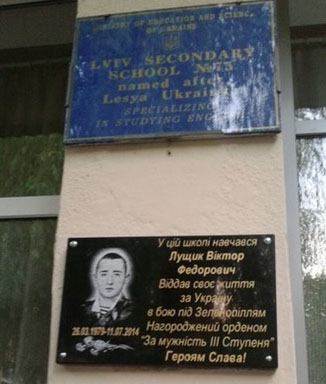 MINISTRY OF EDUCATION AND SCIENCE
OF UKRAINE
LVIV SECONDARY
SCHOOL №75
named after
Lesya Ukrainka
SPECIALIZING
IN STUDYING ENGLISH
У цій школі навчався
Лущик Віктор
Федорович
Віддав своє життя
за Україну
в бою під Зеленопіллям
Нагороджений орденом
"За мужність III Ступеня"
Героям Слава!
26.03.1979-11.07.2014